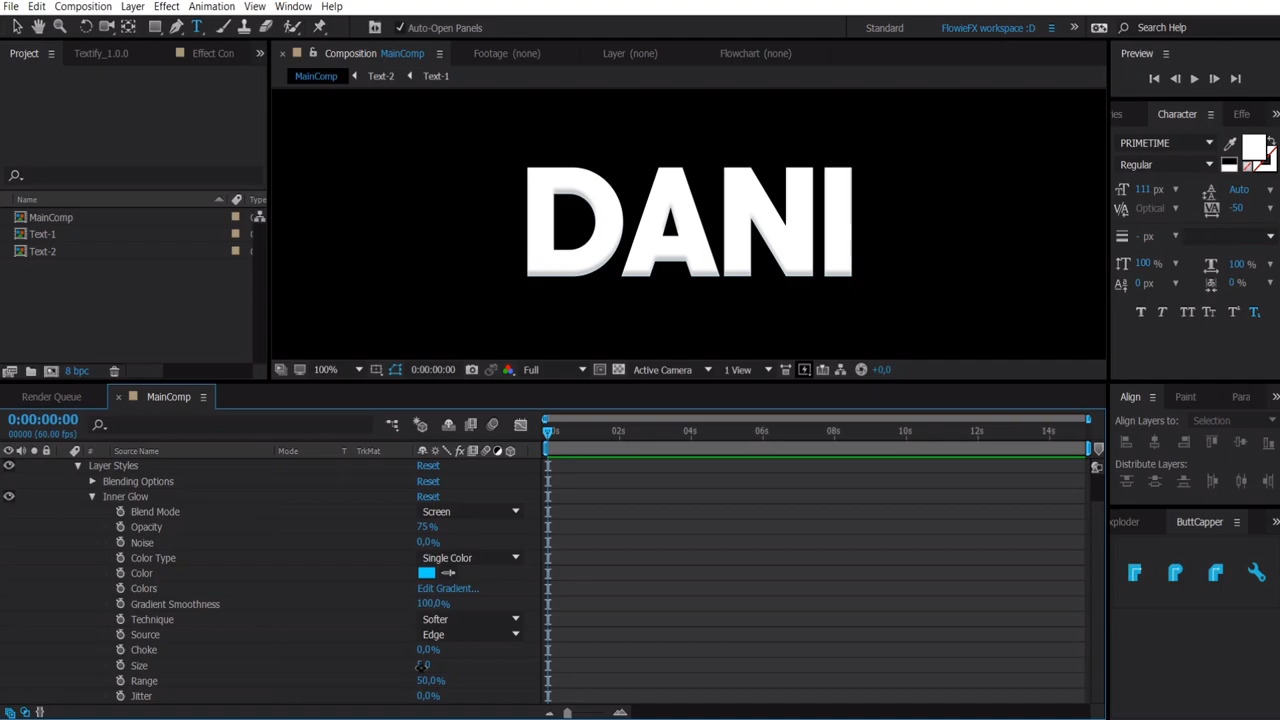 File Edit Composition Layer Effect Animation View Window Help
Auto-Open Panels Standard FlowieFX workspace :D Search Help
Project Textify_1.0.0 Effect Con Composition MainComp Footage (none) Layer (none) Flowchart (none) Preview
MainComp Text-2 Text-1
ies Character Effe
PRIMETIME
Regular
DANI
111 px Auto
Optical -50
Name Type
- px
MainComp
Text-1
Text-2
100 % 100 %
0 px 0 %
T T TT TT T T
8 bpc 100% 0:00:00:00 Full Active Camera 1 View +0,0
Render Queue MainComp Align Paint Para
0:00:00:00
00000 (60.00 fps)
Align Layers to: Selection
02s 04s 06s 08s 10s 12s 14s
# Source Name Mode T TrkMat
Distribute Layers:
Layer Styles Reset
Blending Options Reset
Inner Glow Reset
Blend Mode Screen
Opacity 75 %
Noise 0,0%
Color Type Single Color
Color
Colors Edit Gradient...
Gradient Smoothness 100,0%
Technique Softer
Source Edge
Choke 0,0%
Size
Range 50,0%
Jitter 0,0%
xploder ButtCapper